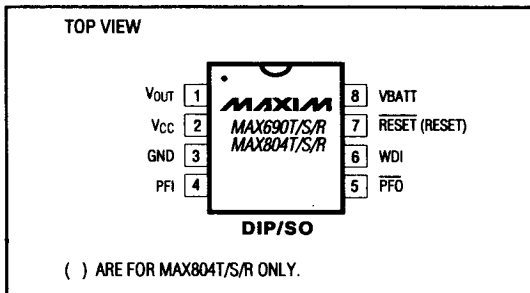 TOP VIEW
VOUT 1
VCC 2
GND 3
PFI 4
MAXIM
MAX690T/S/R
MAX804T/S/R
8 VBATT
7 RESET (RESET)
6 WDI
5 PFO
DIP/SO
( ) ARE FOR MAX804T/S/R ONLY.